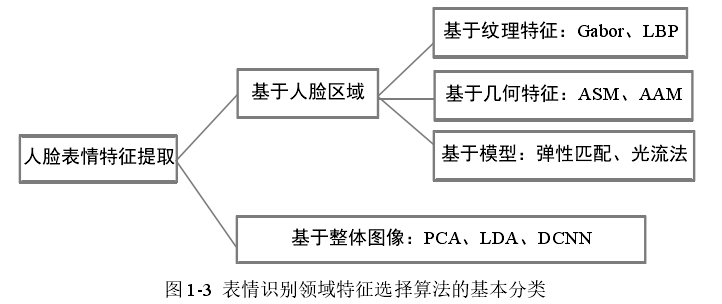 人脸表情特征提取
基于人脸区域
基于纹理特征：Gabor、LBP
基于几何特征：ASM、AAM
基于模型：弹性匹配、光流法
基于整体图像：PCA、LDA、DCNN
图1-3 表情识别领域特征选择算法的基本分类